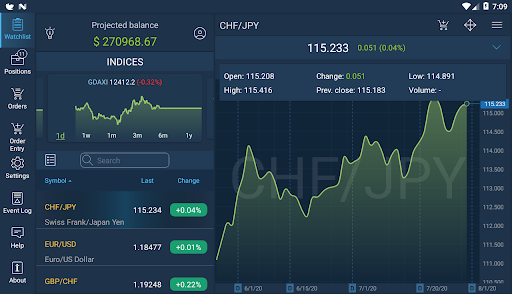 7:09
Watchlist
11
Positions
Orders
Order
Entry
Settings
Event Log
Help
About
Projected balance
$ 270968.67
INDICES
GDAXI 12412.2 (-0.32%)
1d 1w 1m 3m 6m 1y
Search
Symbol Last Change
CHF/JPY 115.234 +0.04%
Swiss Frank/Japan Yen
EUR/USD 1.18477 +0.01%
Euro/US Dollar
GBP/CHF 1.19248 +0.22%
CHF/JPY
115.233 0.051 (0.04%)
Open: 115.208 Change: 0.051 Low: 114.891
High: 115.416 Prev. close: 115.183 Volume: -
CHF/JPY
115.233
115.000
114.500
114.000
113.500
113.000
112.500
112.000
111.500
111.000
110.500
6/1/20 6/15/20 7/1/20 7/20/20 8/1/20